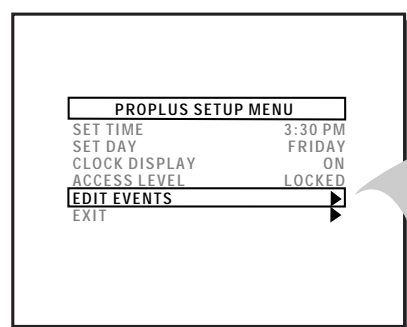 PROPLUS SETUP MENU
SET TIME 3:30 PM
SET DAY FRIDAY
CLOCK DISPLAY ON
ACCESS LEVEL LOCKED
EDIT EVENTS ▶
EXIT ▶